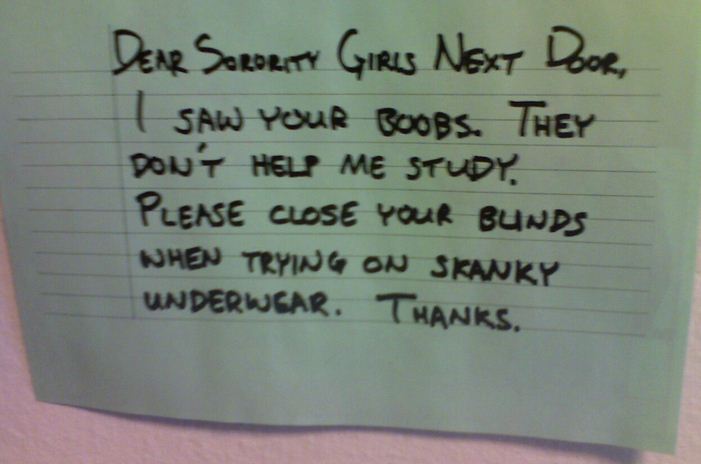 Dear Sorority Girls Next Door,
I saw your boobs. They
don't help me study.
Please close your blinds
when trying on skanky
underwear. Thanks.